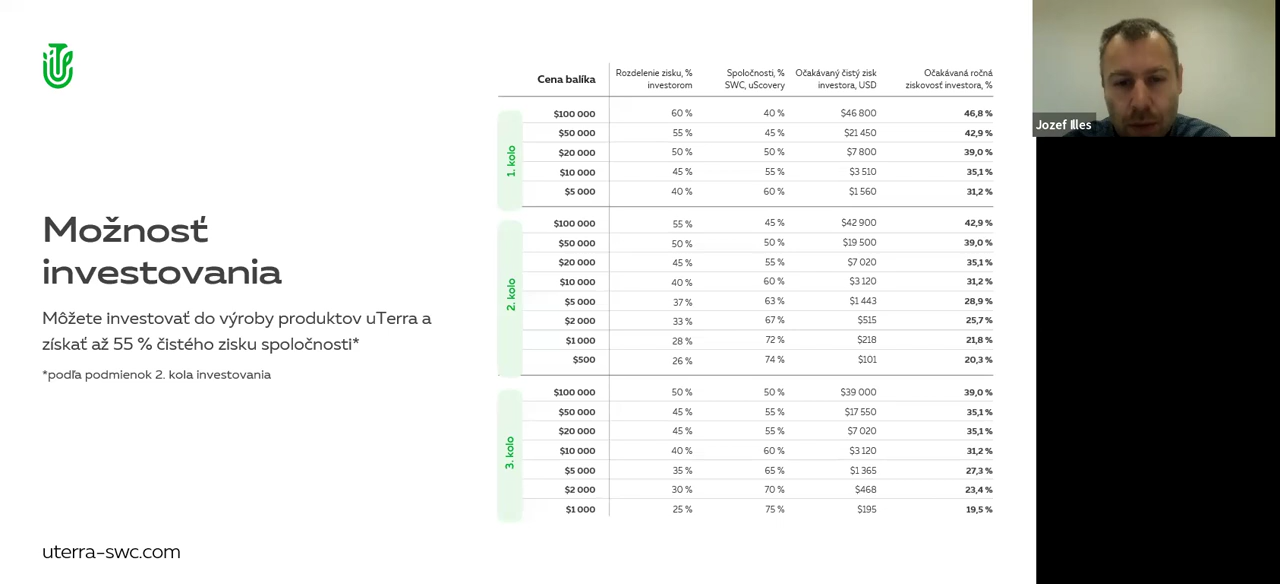 Možnosť
investovania
Môžete investovať do výroby produktov uTerra a
získať až 55 % čistého zisku spoločnosti*
*podľa podmienok 2. kola investovania
uterra-swc.com
Cena balíka Rozdelenie zisku, % investorom Spoločnosti, % SWC, uScovery Očakávaný čistý zisk investora, USD Očakávaná ročná ziskovosť investora, %
1. kolo
$100 000 60 % 40 % $46 800 46,8 %
$50 000 55 % 45 % $21 450 42,9 %
$20 000 50 % 50 % $7 800 39,0 %
$10 000 45 % 55 % $3 510 35,1 %
$5 000 40 % 60 % $1 560 31,2 %
2. kolo
$100 000 55 % 45 % $42 900 42,9 %
$50 000 50 % 50 % $19 500 39,0 %
$20 000 45 % 55 % $7 020 35,1 %
$10 000 40 % 60 % $3 120 31,2 %
$5 000 37 % 63 % $1 443 28,9 %
$2 000 33 % 67 % $515 25,7 %
$1 000 28 % 72 % $218 21,8 %
$500 26 % 74 % $101 20,3 %
3. kolo
$100 000 50 % 50 % $39 000 39,0 %
$50 000 45 % 55 % $17 550 35,1 %
$20 000 45 % 55 % $7 020 35,1 %
$10 000 40 % 60 % $3 120 31,2 %
$5 000 35 % 65 % $1 365 27,3 %
$2 000 30 % 70 % $468 23,4 %
$1 000 25 % 75 % $195 19,5 %
Jozef Illes